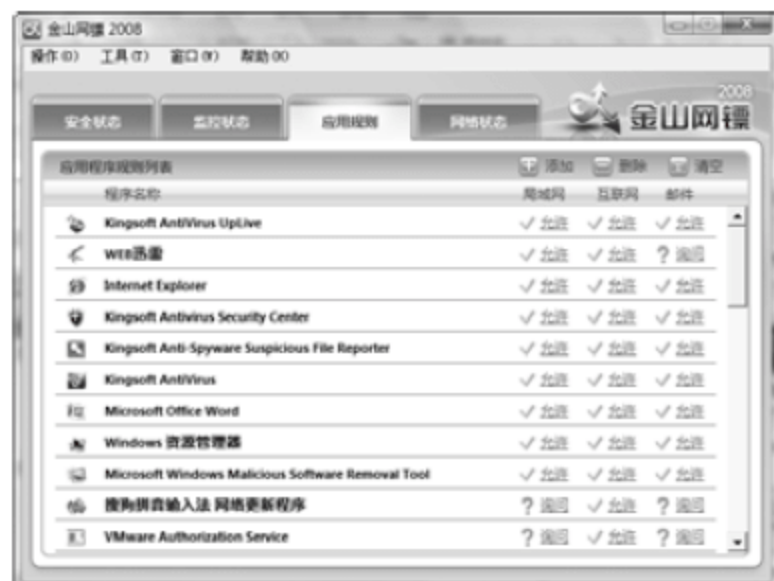 金山网镖 2008
操作(O) 工具(T) 窗口(W) 帮助(H)
安全状态 监控状态 应用规则 网络状态 2008 金山网镖
应用程序规则列表 添加 删除 清空
程序名称 局域网 互联网 邮件
Kingsoft AntiVirus UpLive 允许 允许 允许
WEB迅雷 允许 允许 ? 询问
Internet Explorer 允许 允许 允许
Kingsoft Antivirus Security Center 允许 允许 允许
Kingsoft Anti-Spyware Suspicious File Reporter 允许 允许 允许
Kingsoft AntiVirus 允许 允许 允许
Microsoft Office Word 允许 允许 允许
Windows 资源管理器 允许 允许 允许
Microsoft Windows Malicious Software Removal Tool 允许 允许 允许
搜狗拼音输入法 网络更新程序 ? 询问 允许 ? 询问
VMware Authorization Service ? 询问 允许 ? 询问